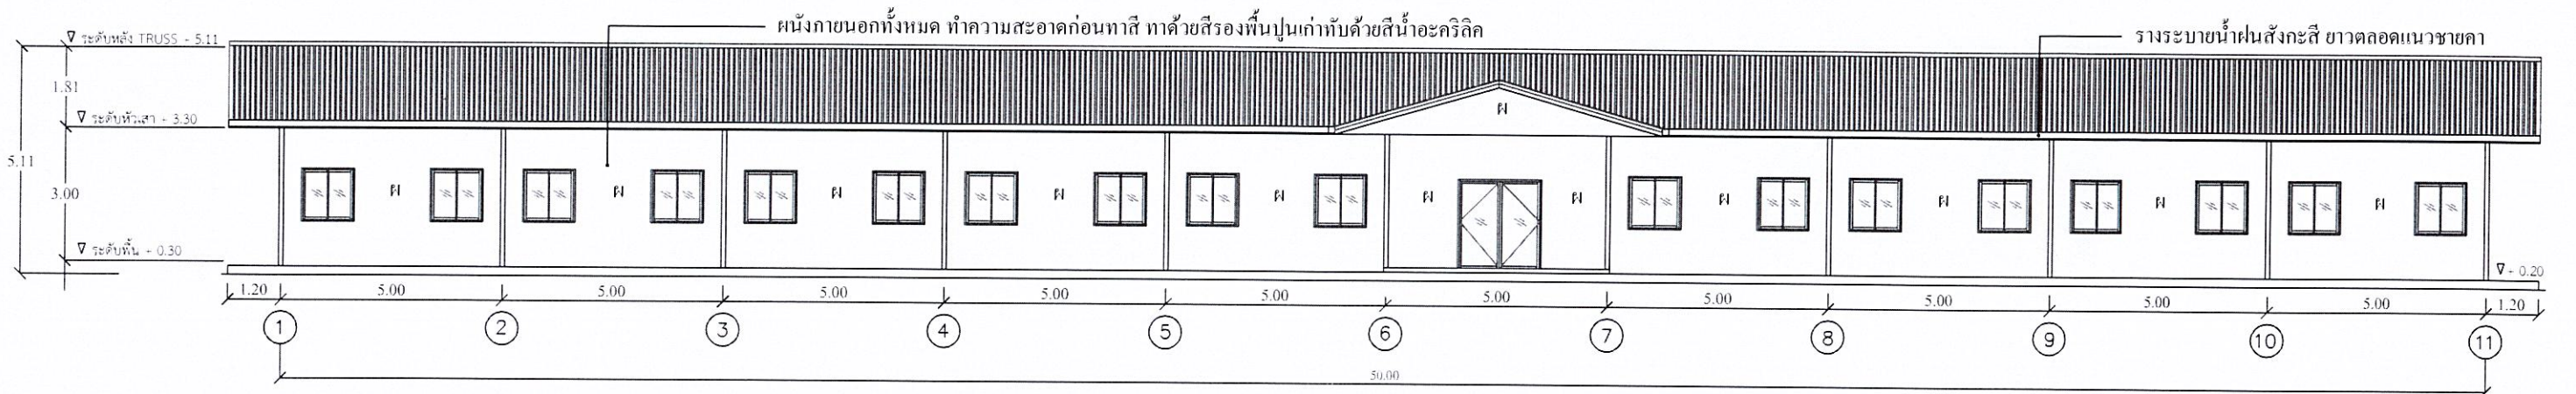 ผนังภายนอกทั้งหมด ทำความสะอาดก่อนทาสี ทาด้วยสีรองพื้นปูนเก่าทับด้วยสีน้ำอะคริลิค
รางระบายน้ำฝนสังกะสี ยาวตลอดแนวชายคา
ระดับหลัง TRUSS - 5.11
1.81
ระดับหัวเสา - 3.30
5.11
3.00
ระดับพื้น + 0.30
ผ
ผ ผ ผ ผ ผ ผ ผ ผ ผ ผ ผ
- 0.20
1.20 5.00 5.00 5.00 5.00 5.00 5.00 5.00 5.00 5.00 5.00 1.20
1 2 3 4 5 6 7 8 9 10 11
50.00